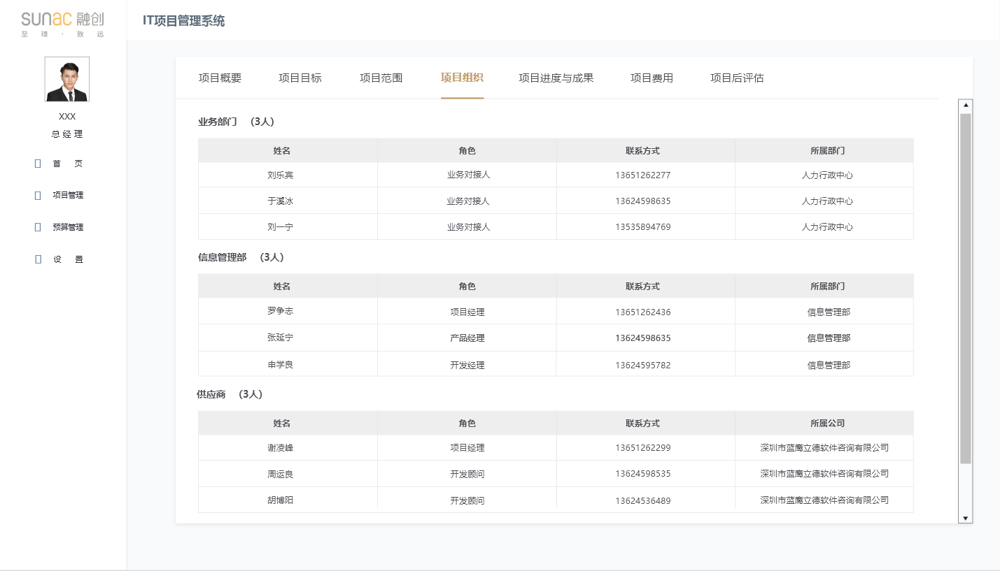 sunac 融创
至 臻 · 致 远
IT项目管理系统
XXX
总 经 理
首 页
项目管理
预算管理
设 置
项目概要 项目目标 项目范围 项目组织 项目进度与成果 项目费用 项目后评估
业务部门 （3人）
姓名 角色 联系方式 所属部门
刘乐宾 业务对接人 13651262277 人力行政中心
于溪冰 业务对接人 13624598635 人力行政中心
刘一宁 业务对接人 13535894769 人力行政中心
信息管理部 （3人）
姓名 角色 联系方式 所属部门
罗争志 项目经理 13651262436 信息管理部
张延宁 产品经理 13624598635 信息管理部
申学良 开发经理 13624595782 信息管理部
供应商 （3人）
姓名 角色 联系方式 所属公司
谢凌峰 项目经理 13651262299 深圳市蓝鹰立德软件咨询有限公司
周运良 开发顾问 13624598535 深圳市蓝鹰立德软件咨询有限公司
胡博阳 开发顾问 13624536489 深圳市蓝鹰立德软件咨询有限公司